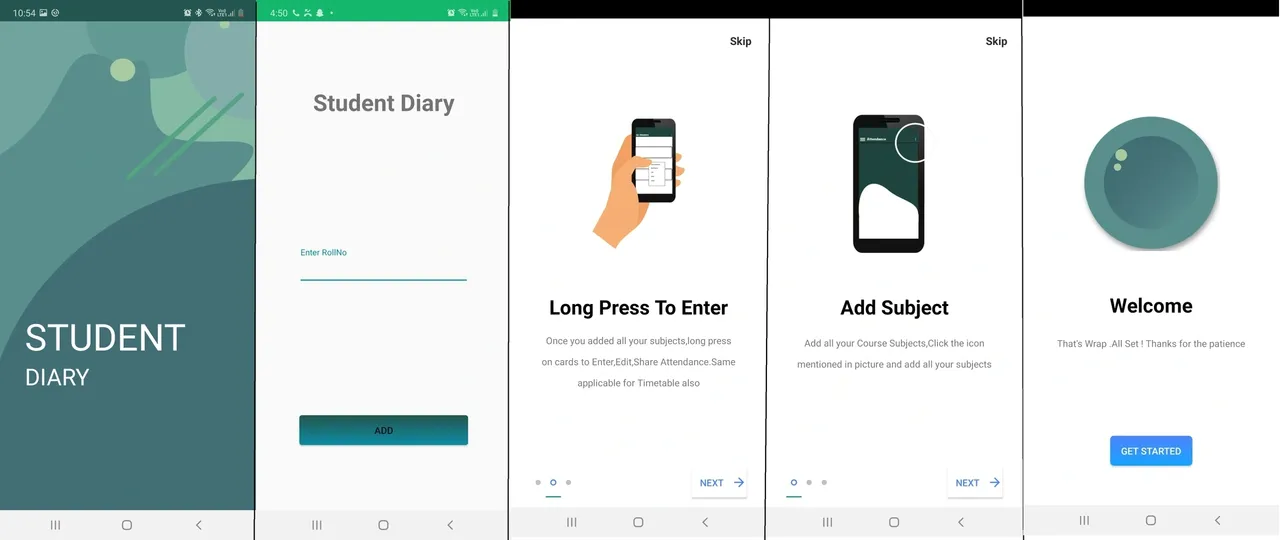 10:54
STUDENT
DIARY
4:50
Student Diary
Enter RollNo
ADD
Skip
Long Press To Enter
Once you added all your subjects,long press
on cards to Enter,Edit,Share Attendance.Same
applicable for Timetable also
NEXT
Skip
Attendance
Add Subject
Add all your Course Subjects,Click the icon
mentioned in picture and add all your subjects
NEXT
Welcome
That's Wrap .All Set ! Thanks for the patience
GET STARTED